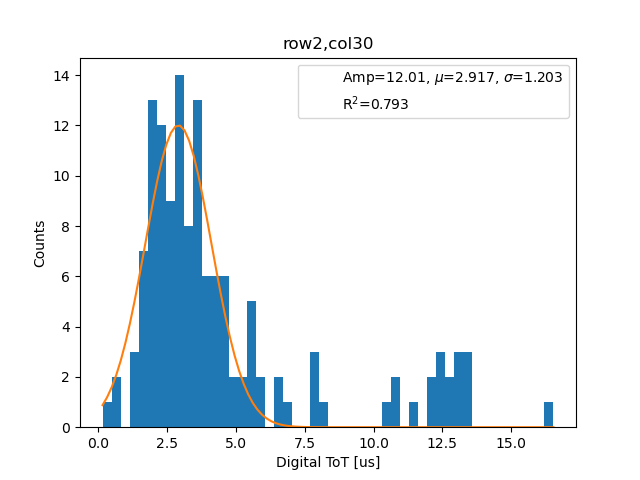 row2,col30
Amp=12.01, μ=2.917, σ=1.203
R²=0.793
Counts
14
12
10
8
6
4
2
0
0.0 2.5 5.0 7.5 10.0 12.5 15.0
Digital ToT [us]